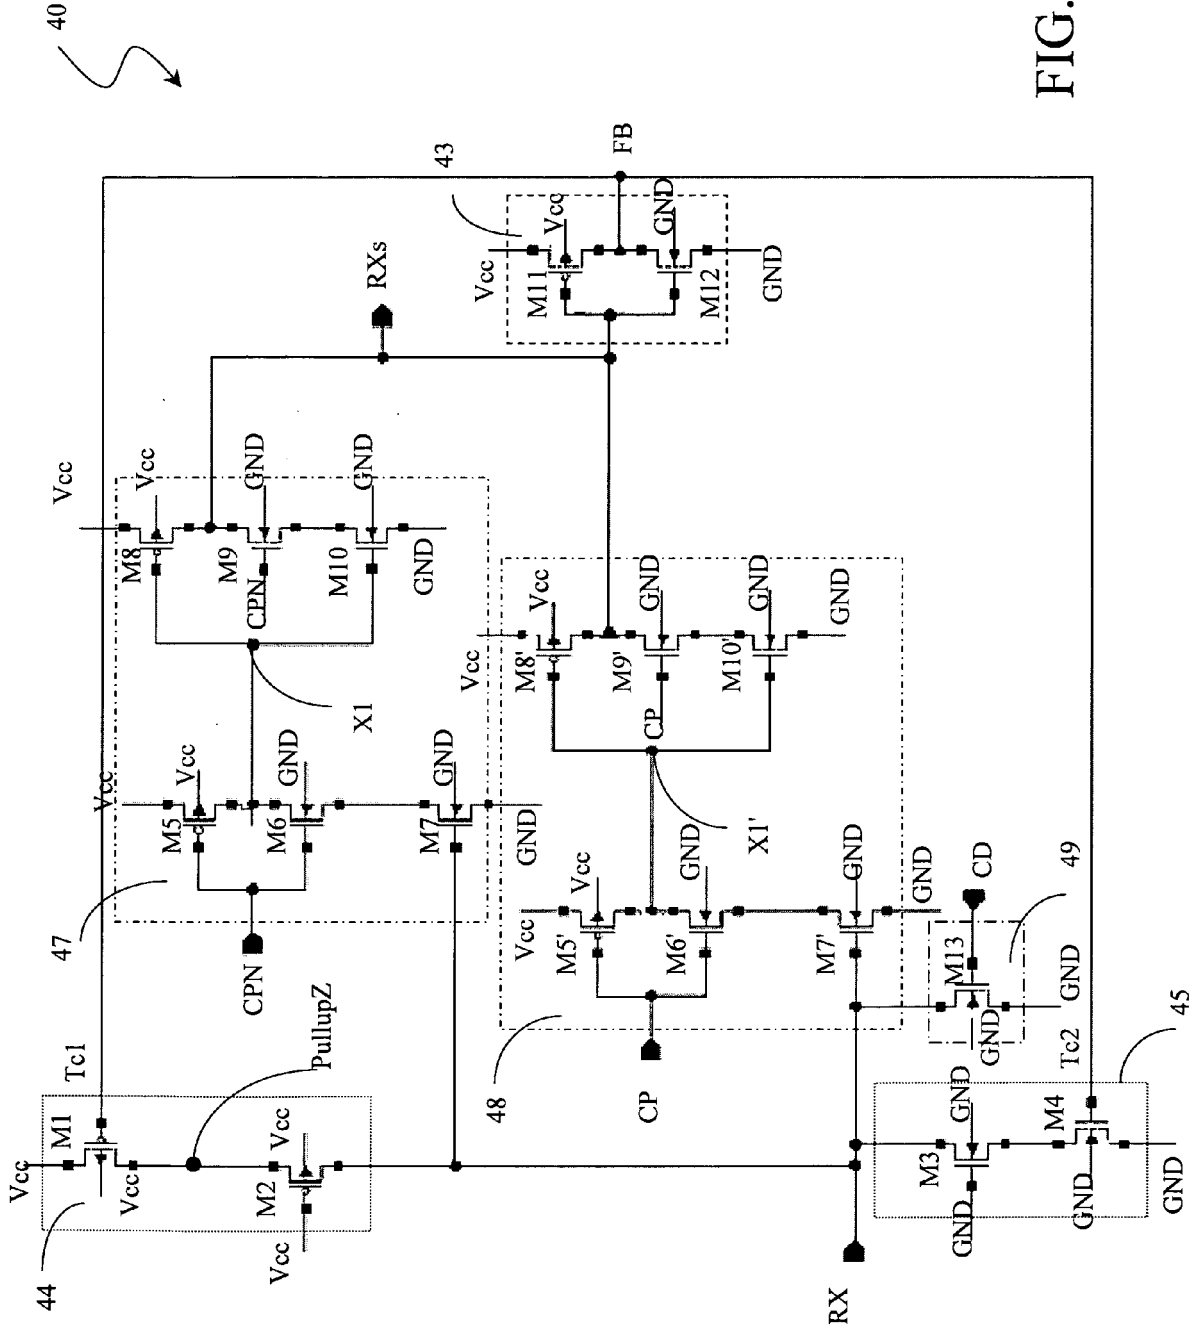 40
FIG.
Tc1
M1
Vcc
Vcc
PullupZ
M2
Vcc
Vcc
44
47
CPN
Vcc
M5
Vcc
M6
GND
M7
GND
GND
X1
Vcc
M8
Vcc
M9
GND
CPN
M10
GND
GND
RXs
43
Vcc
M11
Vcc
FB
GND
M12
GND
48
CP
Vcc
M5'
Vcc
M6'
GND
M7'
GND
GND
X1'
Vcc
M8'
Vcc
M9'
GND
CP
M10'
GND
GND
RX
M13
CD
49
GND
GND
M3
GND
GND
Tc2
M4
GND
GND
45